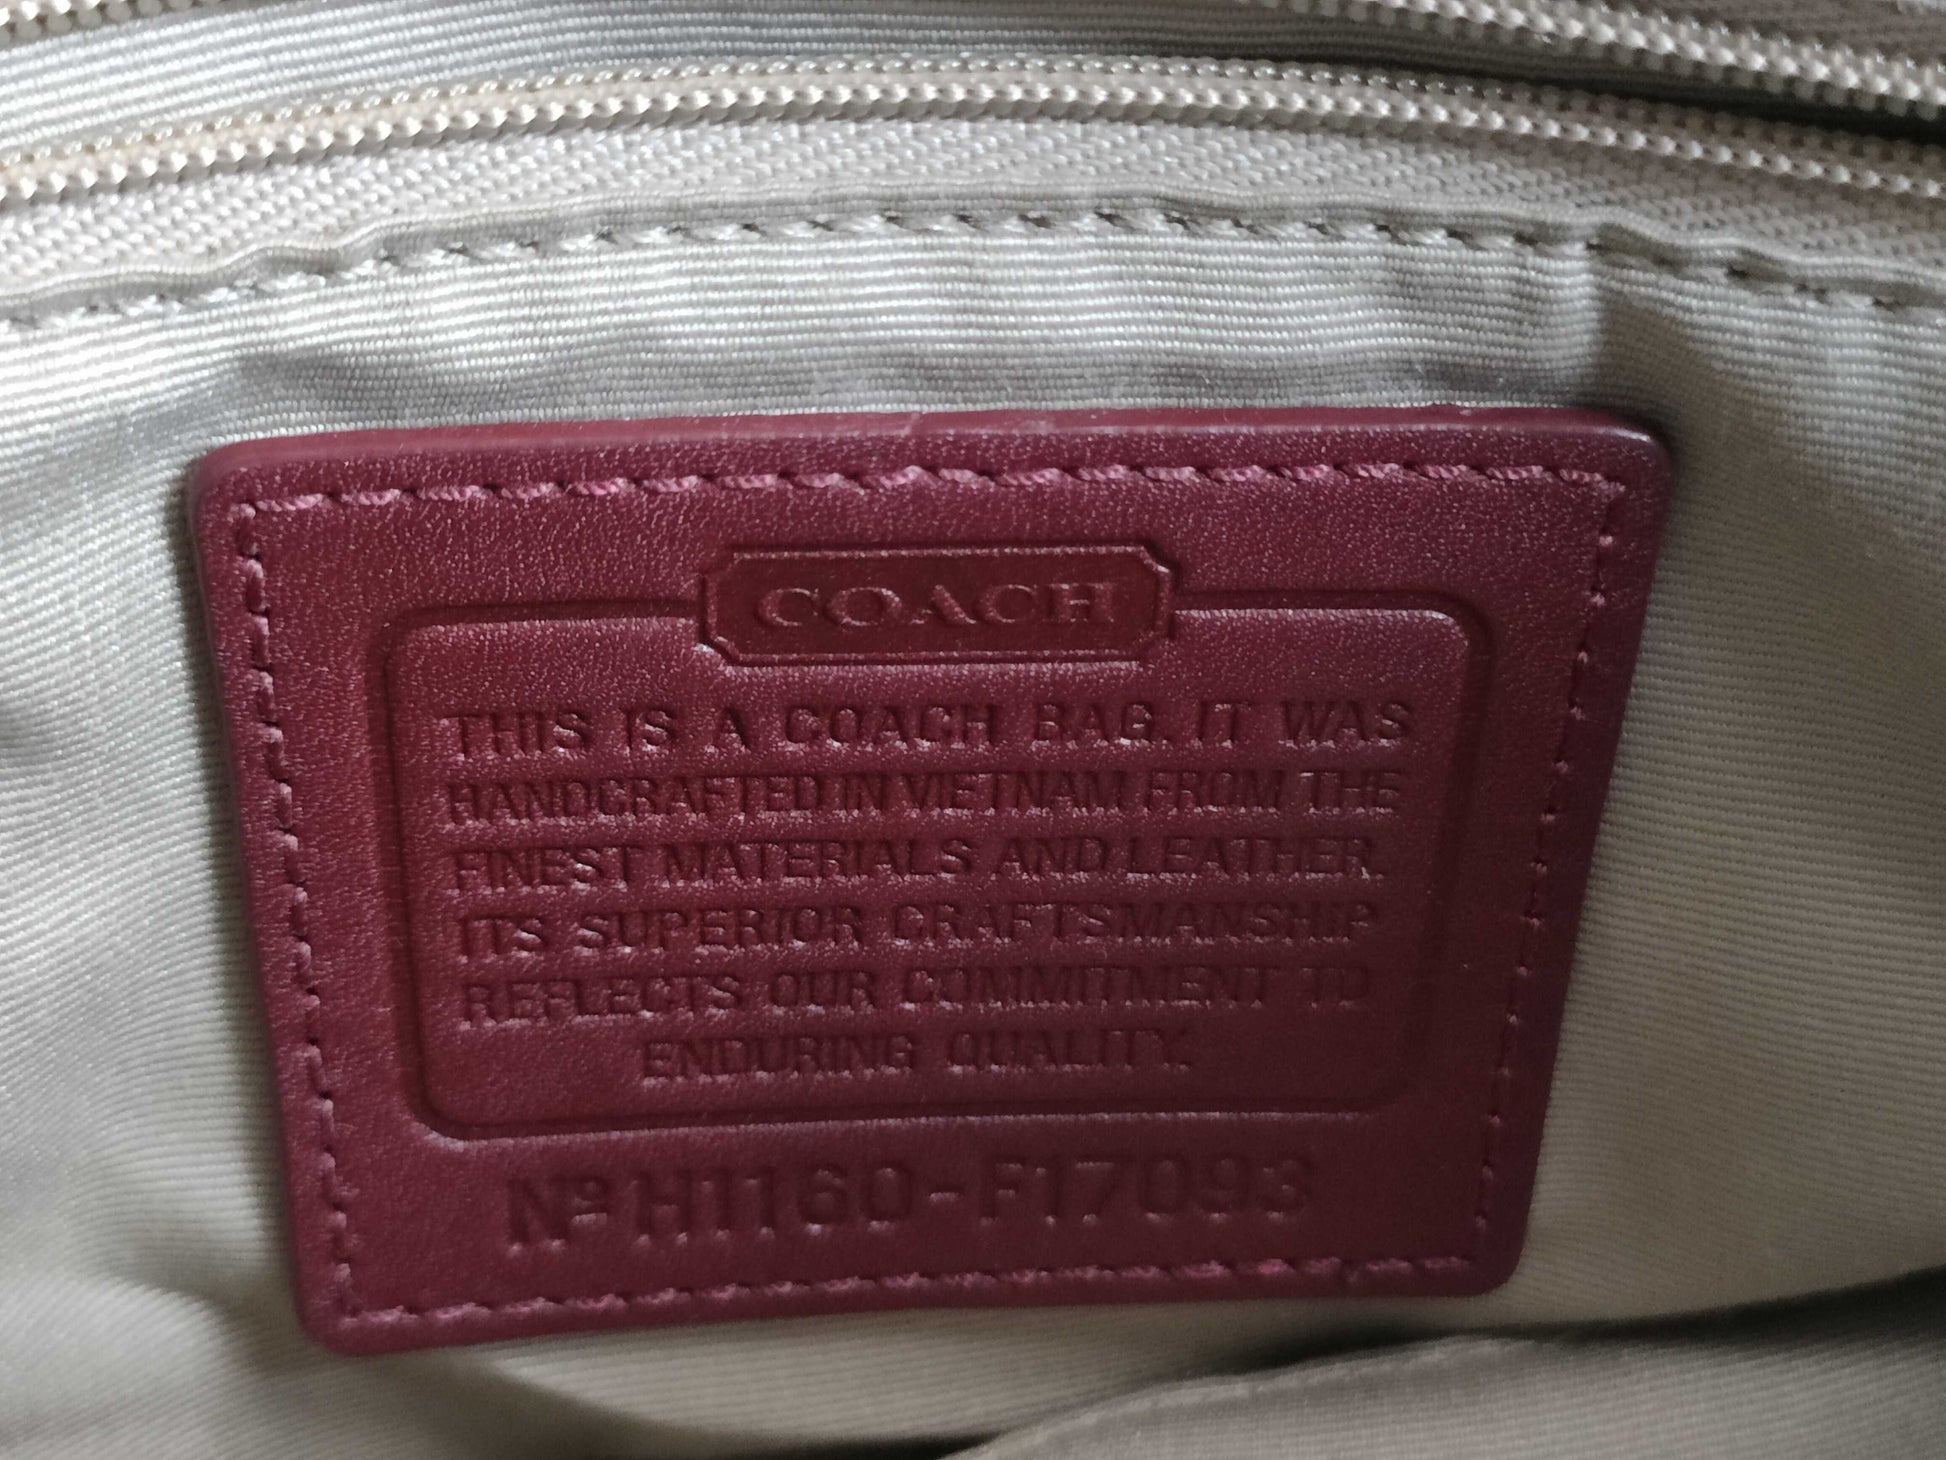 COACH
THIS IS A COACH BAG. IT WAS
HANDCRAFTED IN VIETNAM FROM THE
FINEST MATERIALS AND LEATHER.
ITS SUPERIOR CRAFTSMANSHIP
REFLECTS OUR COMMITMENT TO
ENDURING QUALITY.
Nº H1160-F17093